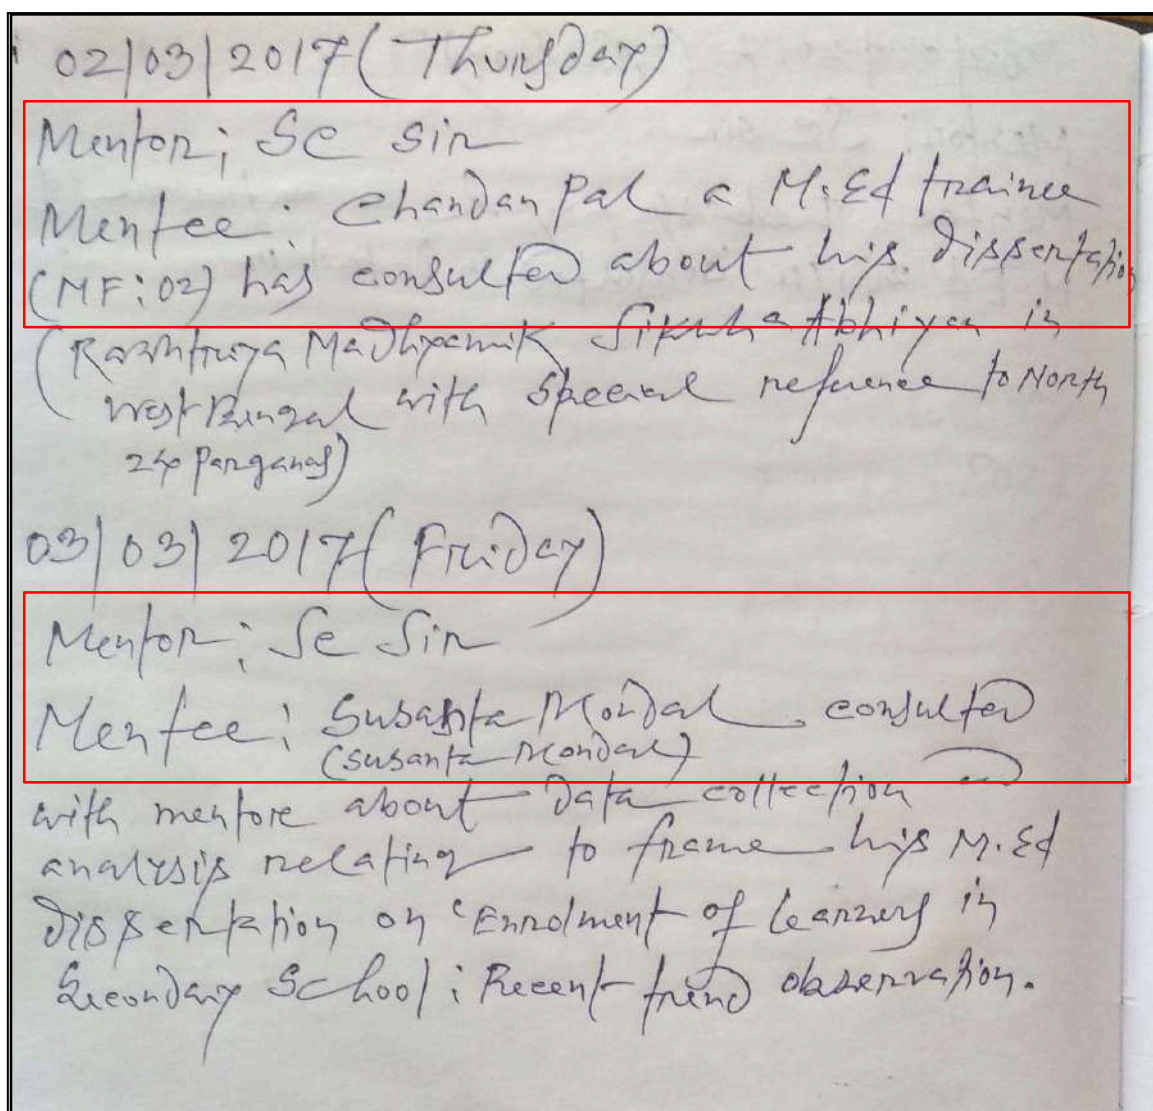 02/03/2017 (Thursday)
Mentor; Sc Sir
Mentee: Chandan Pal a M.Ed trainee
(MF:02) has consulted about his dissertation
(Rashtriya Madhyamik Siksha Abhiyan in
West Bengal with special reference to North
24 Parganas)
03/03/2017 (Friday)
Mentor; Sc Sir
Mentee: Susanta Mondal consulted
(Susanta Mondal)
with mentore about data collection
analysis relating to frame his M.Ed
dissertation on 'Enrolment of learners in
Secondary School: Recent trend observation.